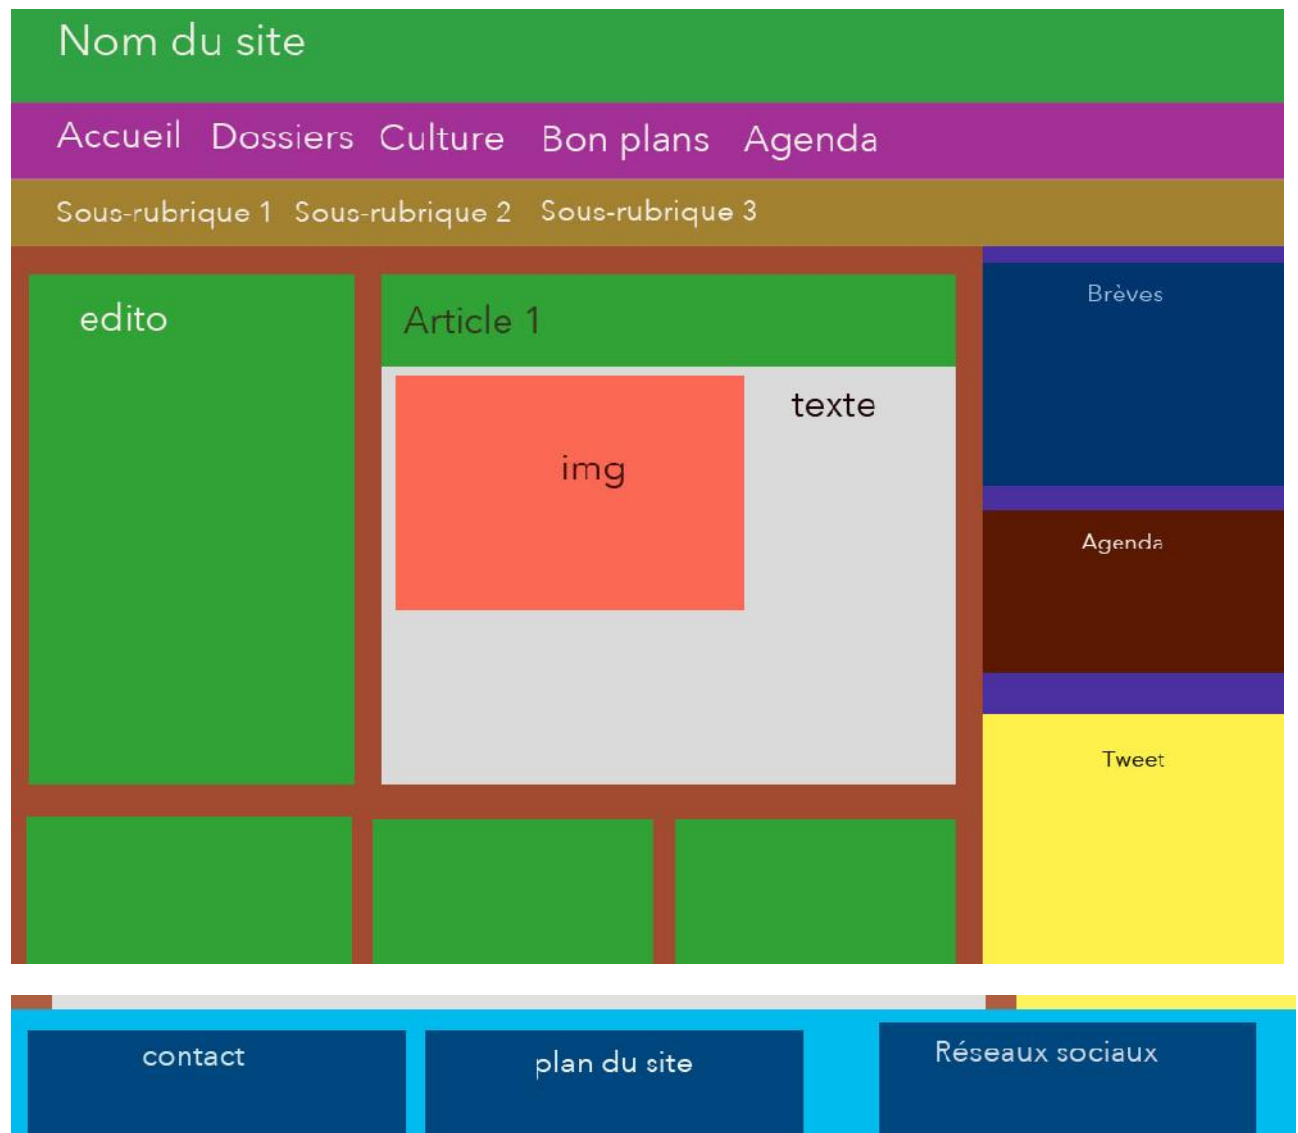 Nom du site
Accueil Dossiers Culture Bon plans Agenda
Sous-rubrique 1 Sous-rubrique 2 Sous-rubrique 3
edito
Article 1
texte
img
Brèves
Agenda
Tweet
contact
plan du site
Réseaux sociaux